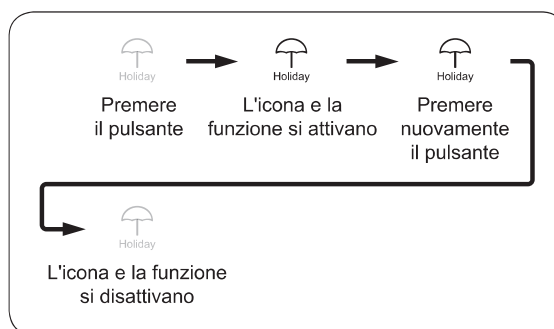 Holiday
Premere
il pulsante
Holiday
L'icona e la
funzione si attivano
Holiday
Premere
nuovamente
il pulsante
Holiday
L'icona e la funzione
si disattivano